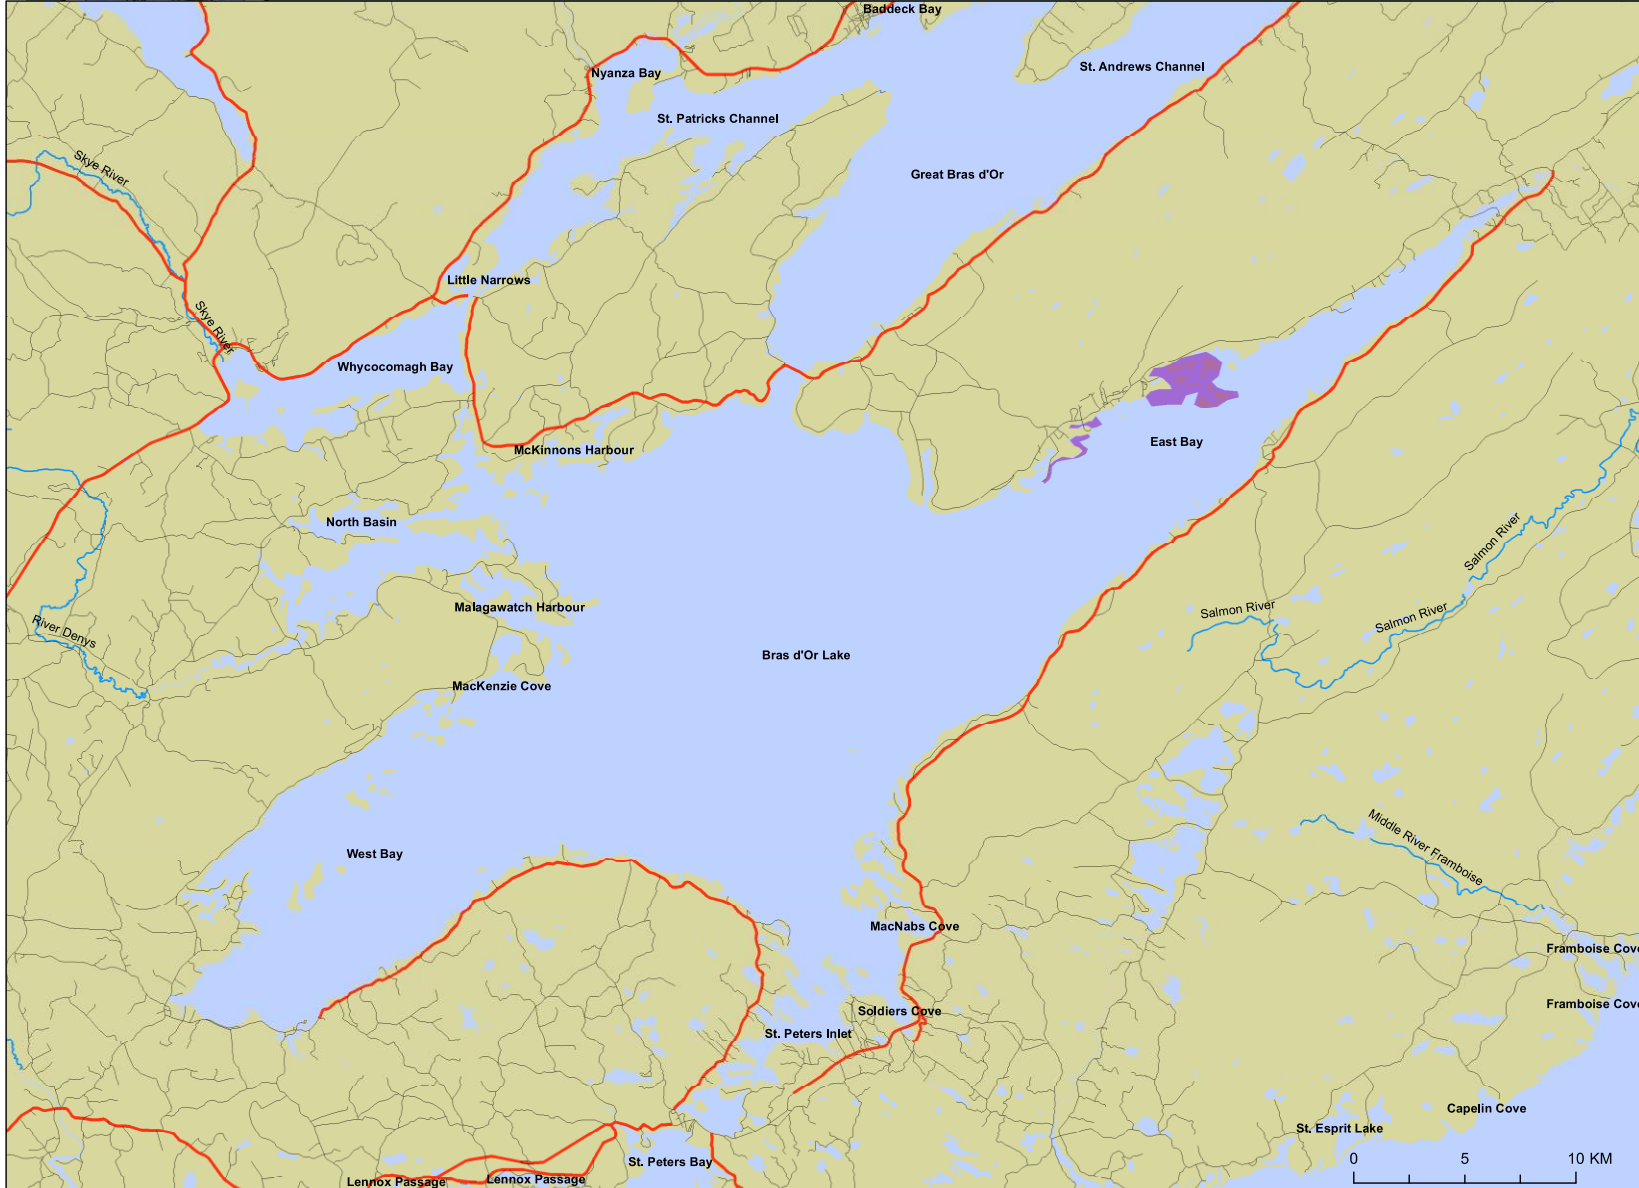 Baddeck Bay
St. Andrews Channel
Nyanza Bay
St. Patricks Channel
Skye River
Great Bras d'Or
Little Narrows
Skye River
Whycocomagh Bay
East Bay
McKinnons Harbour
North Basin
Salmon River
Malagawatch Harbour
Salmon River
Salmon River
River Denys
Bras d'Or Lake
MacKenzie Cove
Middle River Framboise
West Bay
MacNabs Cove
Framboise Cove
Framboise Cove
Soldiers Cove
St. Peters Inlet
Capelin Cove
St. Esprit Lake
St. Peters Bay
0 5 10 KM
Lennox Passage
Lennox Passage